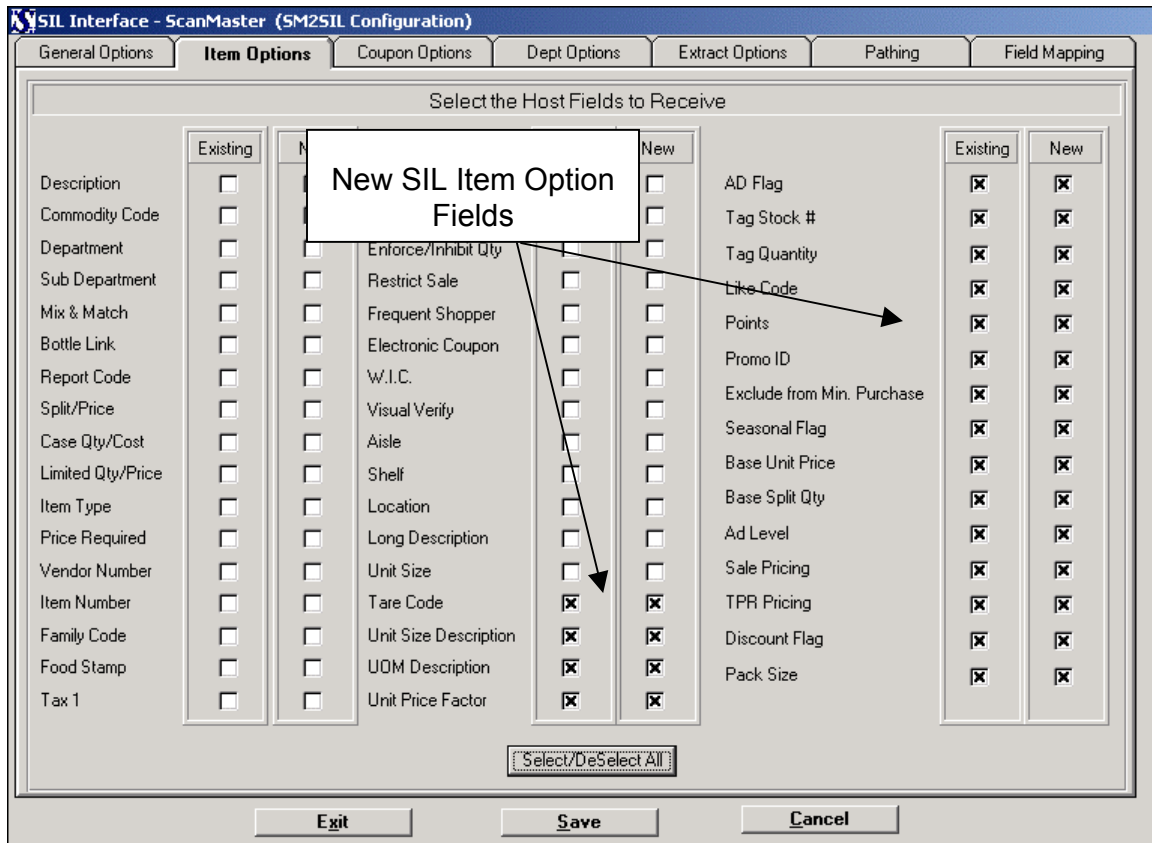 SIL Interface - ScanMaster (SM2SIL Configuration)
General Options
Item Options
Coupon Options
Dept Options
Extract Options
Pathing
Field Mapping
Select the Host Fields to Receive
Existing
New
Existing
New
New SIL Item Option
Fields
Description
Commodity Code
Department
Sub Department
Mix & Match
Bottle Link
Report Code
Split/Price
Case Qty/Cost
Limited Qty/Price
Item Type
Price Required
Vendor Number
Item Number
Family Code
Food Stamp
Tax 1
Enforce/Inhibit Qty
Restrict Sale
Frequent Shopper
Electronic Coupon
W.I.C.
Visual Verify
Aisle
Shelf
Location
Long Description
Unit Size
Tare Code
Unit Size Description
UOM Description
Unit Price Factor
AD Flag
Tag Stock #
Tag Quantity
Like Code
Points
Promo ID
Exclude from Min. Purchase
Seasonal Flag
Base Unit Price
Base Split Qty
Ad Level
Sale Pricing
TPR Pricing
Discount Flag
Pack Size
Select/DeSelect All
Exit
Save
Cancel